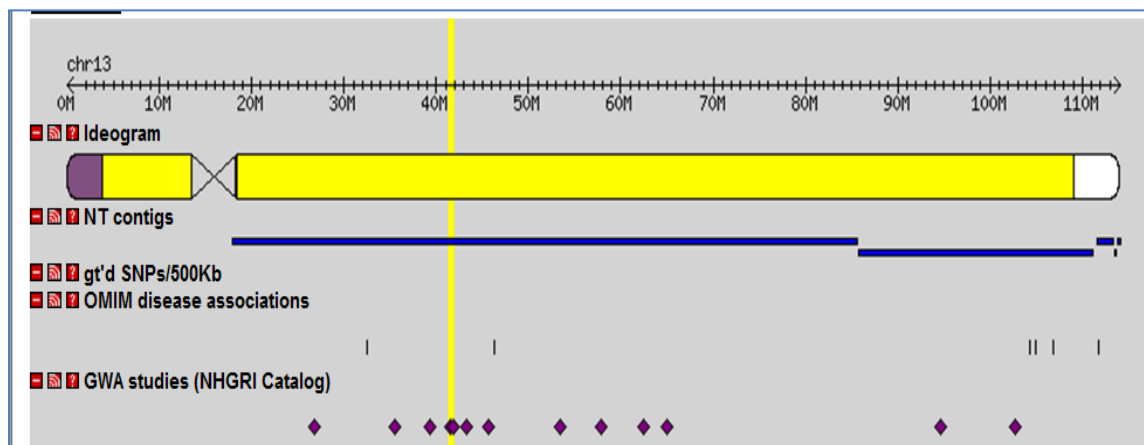 chr13
0M 10M 20M 30M 40M 50M 60M 70M 80M 90M 100M 110M
? Ideogram
? NT contigs
? gt'd SNPs/500Kb
? OMIM disease associations
? GWA studies (NHGRI Catalog)